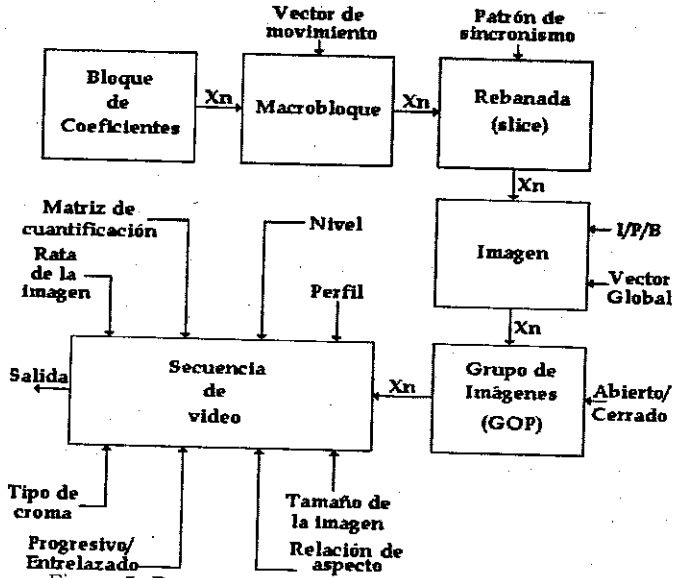 Vector de
movimiento
Patrón de
sincronismo
Bloque
de
Coeficientes
Xn
Macrobloque
Xn
Rebanada
(slice)
Xn
Matriz de
cuantificación
Nivel
Imagen
I/P/B
Rata
de la
imagen
Perfil
Vector
Global
Xn
Salida
Secuencia
de
video
Xn
Grupo de
Imágenes
(GOP)
Abierto/
Cerrado
Tipo de
croma
Tamaño de
la imagen
Progresivo/
Entrelazado
Relación de
aspecto